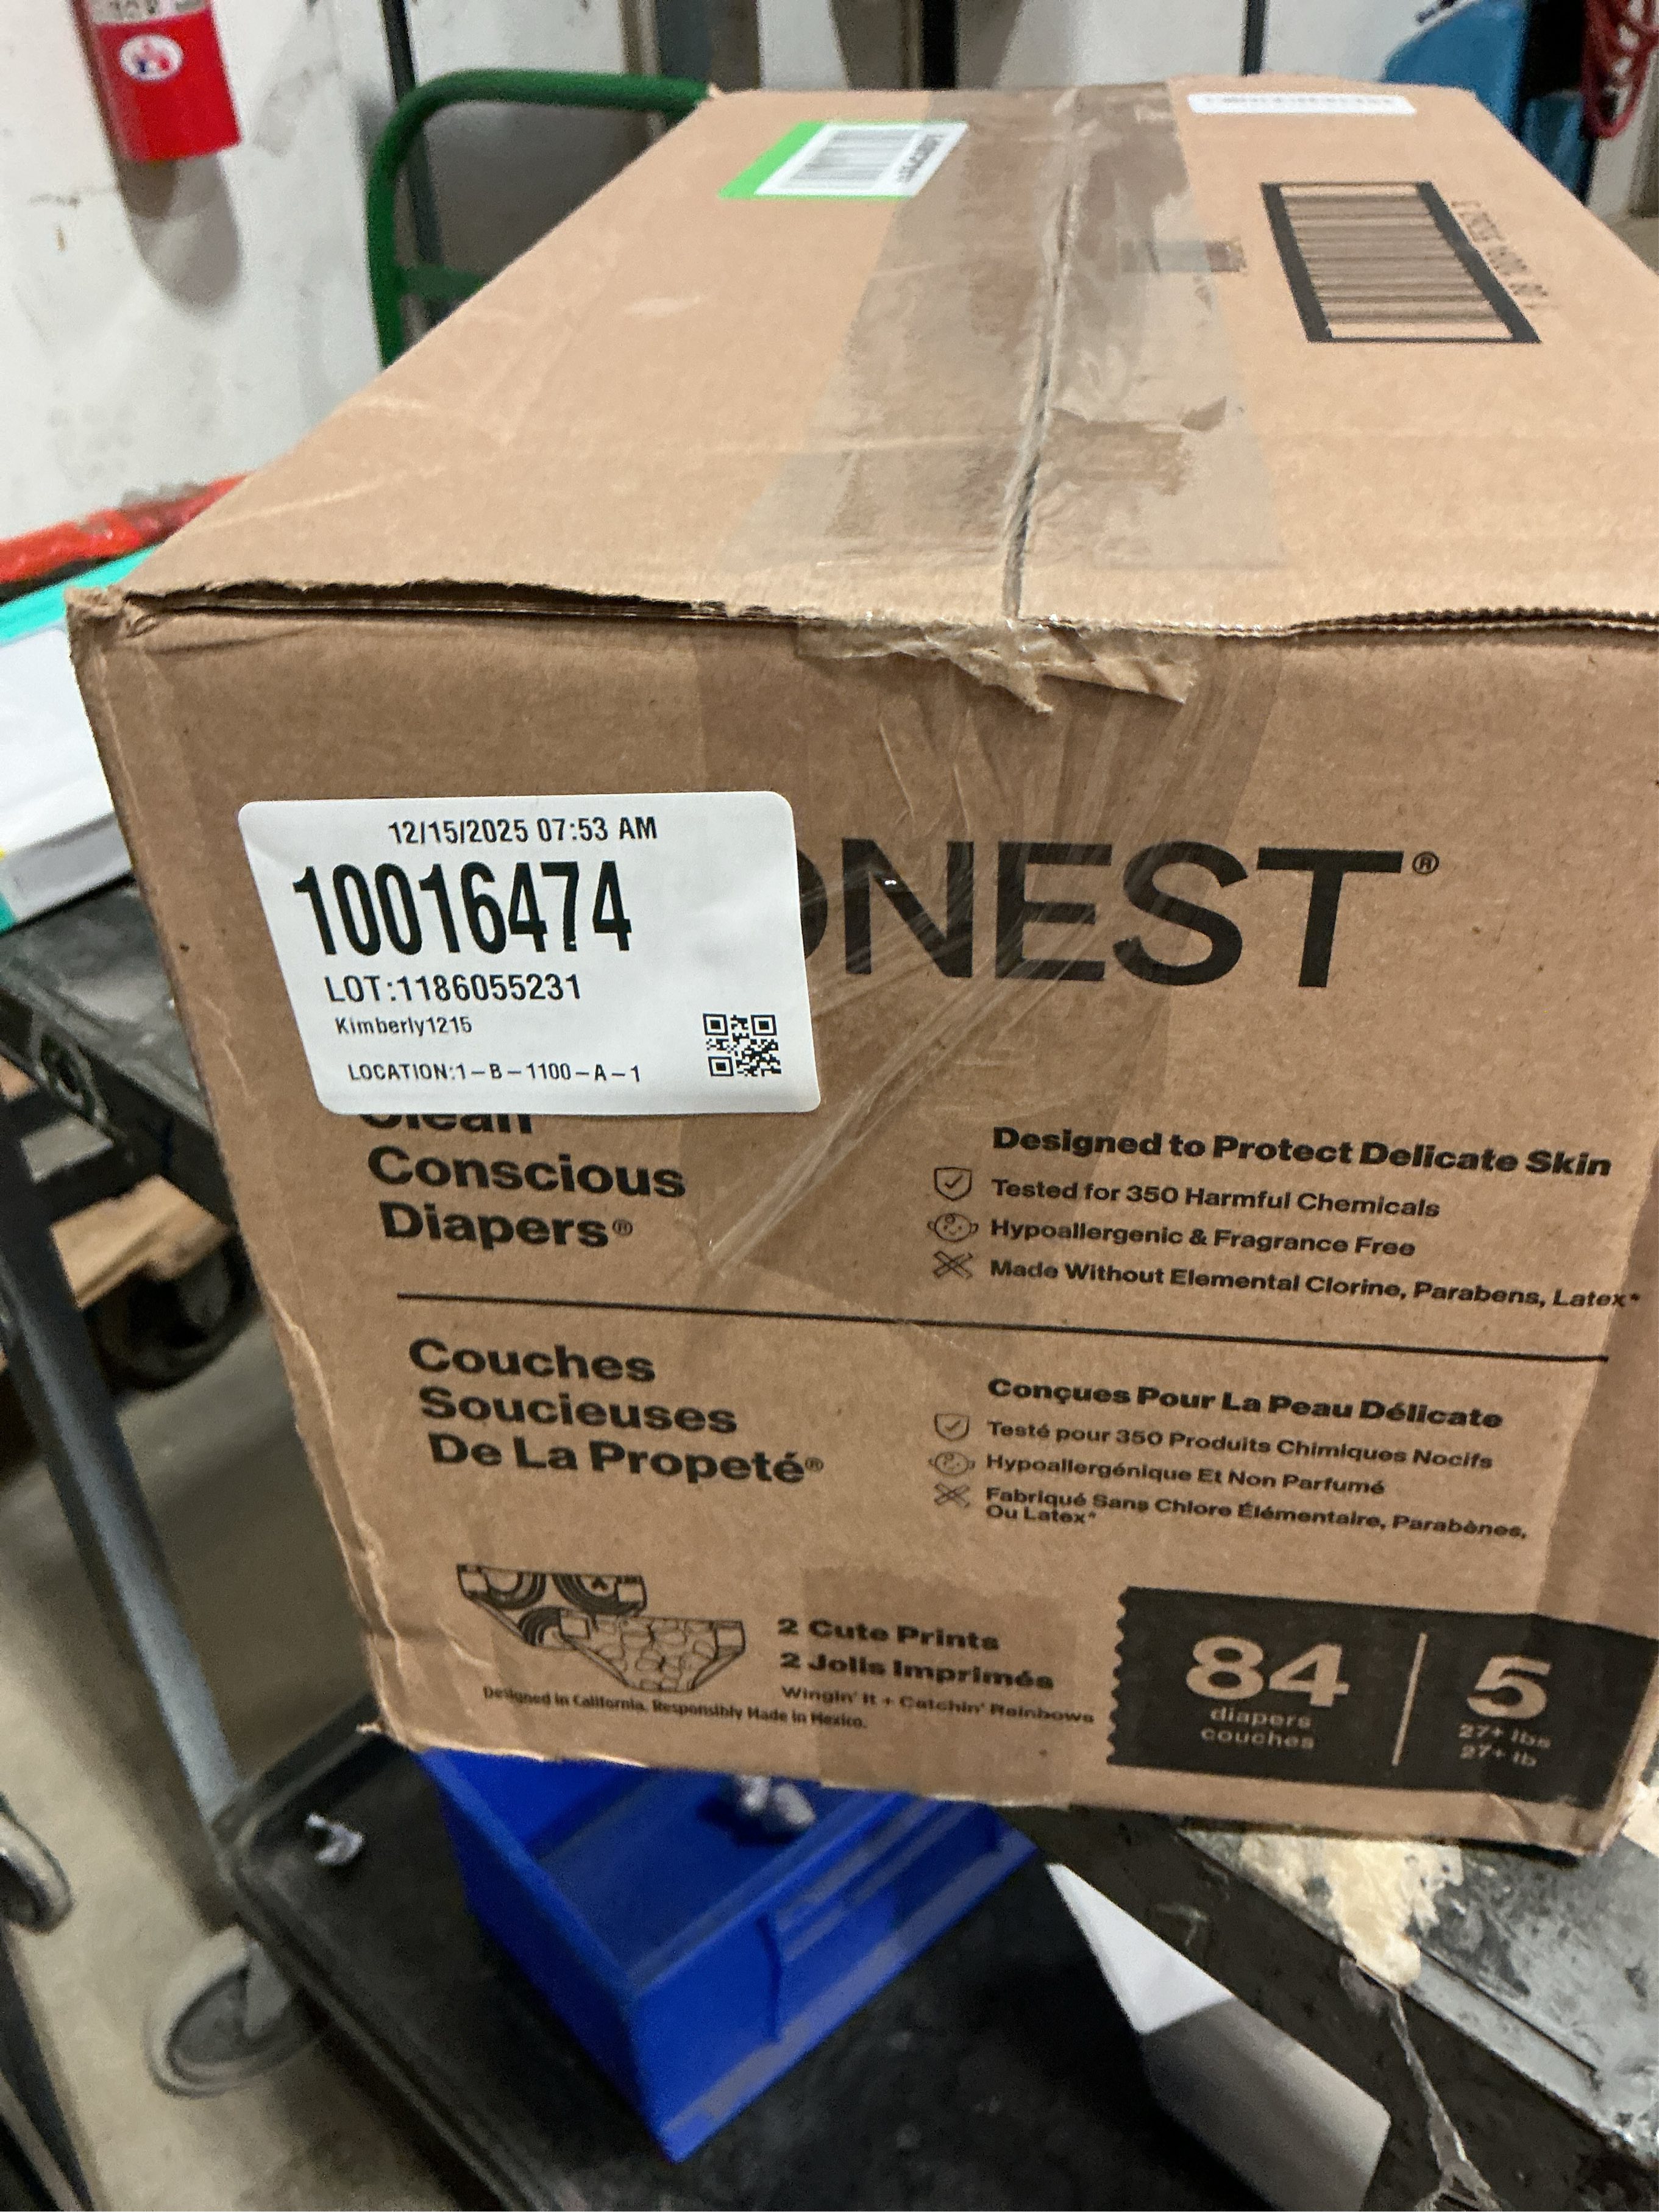 12/15/2025 07:53 AM
10016474
LOT:1186055231
Kimberly1215
LOCATION:1-B-1100-A-1
ONEST®
Clean
Conscious
Diapers®
Designed to Protect Delicate Skin
Tested for 350 Harmful Chemicals
Hypoallergenic & Fragrance Free
Made Without Elemental Clorine, Parabens, Latex*
Couches
Soucieuses
De La Propeté®
Conçues Pour La Peau Délicate
Testé pour 350 Produits Chimiques Nocifs
Hypoallergénique Et Non Parfumé
Fabriqué Sans Chlore Élémentaire, Parabènes,
Ou Latex*
2 Cute Prints
2 Jolis Imprimés
Wingin' It + Catchin' Rainbows
Designed in California. Responsibly Made in Mexico.
84
diapers
couches
5
27+ lbs
27+ lb